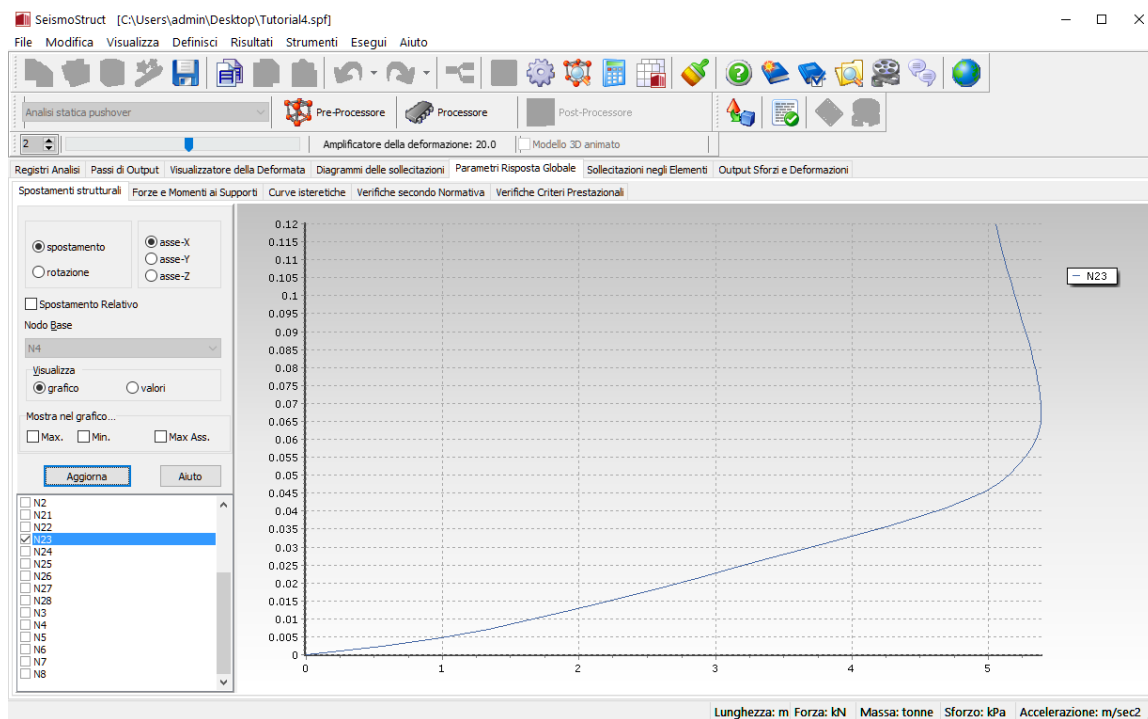 SeismoStruct [C:\Users\admin\Desktop\Tutorial4.spf]
File Modifica Visualizza Definisci Risultati Strumenti Esegui Aiuto
Analisi statica pushover Pre-Processore Processore Post-Processore
2 Amplificatore della deformazione: 20.0 Modello 3D animato
Registri Analisi Passi di Output Visualizzatore della Deformata Diagrammi delle sollecitazioni Parametri Risposta Globale Sollecitazioni negli Elementi Output Sforzi e Deformazioni
Spostamenti strutturali Forze e Momenti ai Supporti Curve isteretiche Verifiche secondo Normativa Verifiche Criteri Prestazionali
spostamento
rotazione
asse-X
asse-Y
asse-Z
Spostamento Relativo
Nodo Base
N4
Visualizza
grafico valori
Mostra nel grafico...
Max. Min. Max Ass.
Aggiorna Aiuto
N2
N21
N22
N23
N24
N25
N26
N27
N28
N3
N4
N5
N6
N7
N8
0.12
0.115
0.11
0.105
0.1
0.095
0.09
0.085
0.08
0.075
0.07
0.065
0.06
0.055
0.05
0.045
0.04
0.035
0.03
0.025
0.02
0.015
0.01
0.005
0
0 1 2 3 4 5
N23
Lunghezza: m Forza: kN Massa: tonne Sforzo: kPa Accelerazione: m/sec2